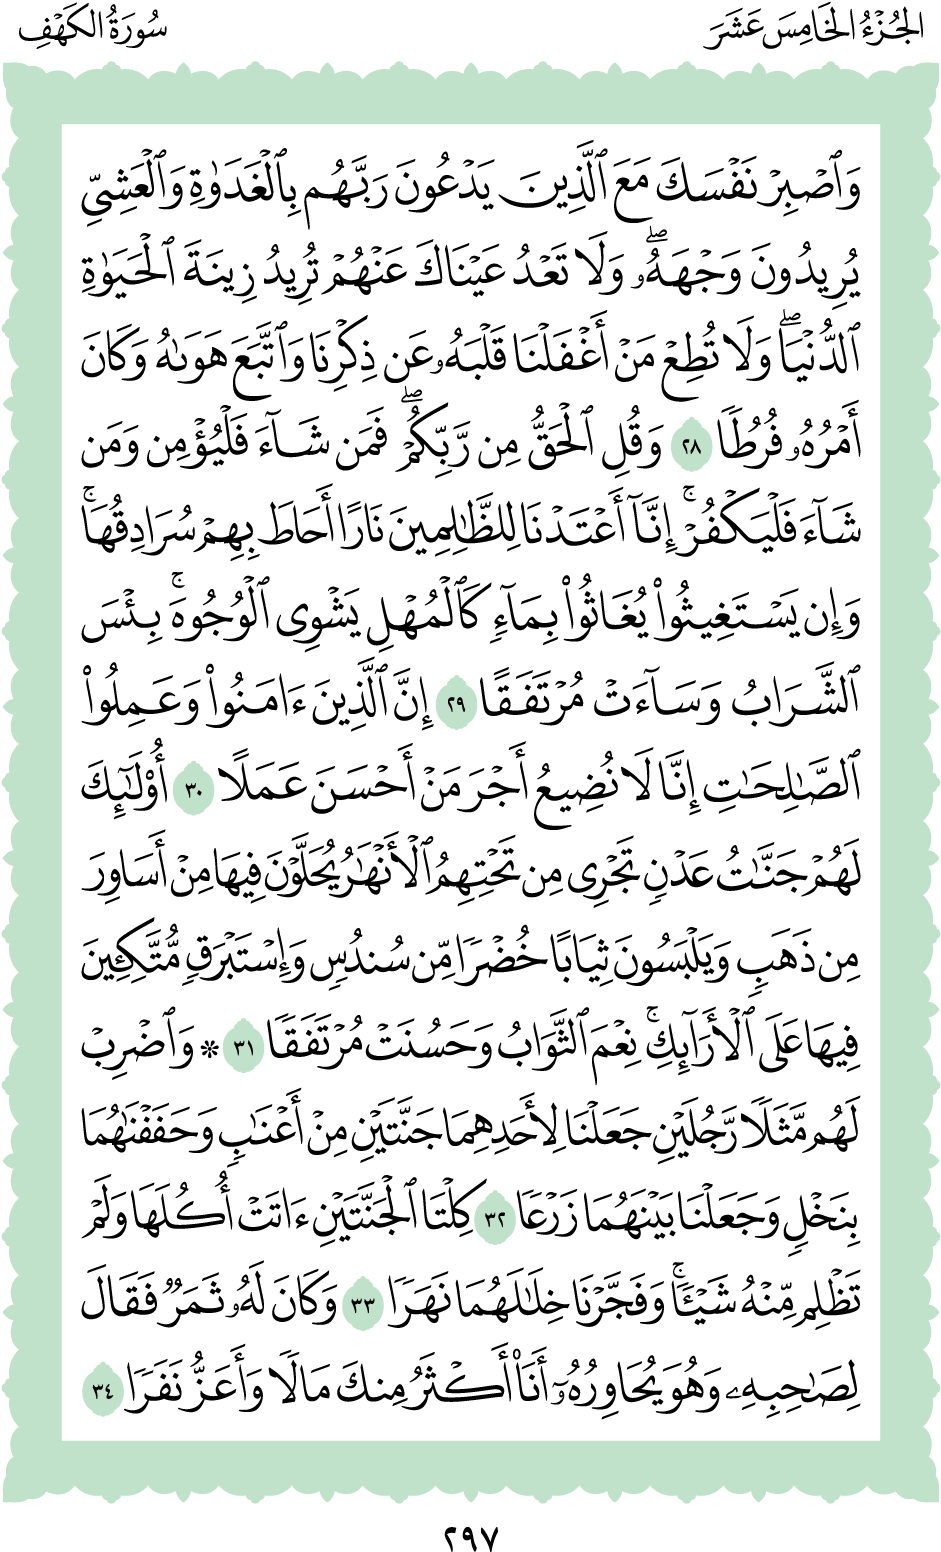 الجُزْءُ الخَامِسَ عَشَرَ
سُورَةُ الكَهْفِ
وَٱصۡبِرۡ نَفۡسَكَ مَعَ ٱلَّذِينَ يَدۡعُونَ رَبَّهُم بِٱلۡغَدَوٰةِ وَٱلۡعَشِيِّ
يُرِيدُونَ وَجۡهَهُۥۖ وَلَا تَعۡدُ عَيۡنَاكَ عَنۡهُمۡ تُرِيدُ زِينَةَ ٱلۡحَيَوٰةِ
ٱلدُّنۡيَاۖ وَلَا تُطِعۡ مَنۡ أَغۡفَلۡنَا قَلۡبَهُۥ عَن ذِكۡرِنَا وَٱتَّبَعَ هَوَىٰهُ وَكَانَ
أَمۡرُهُۥ فُرُطٗا ٢٨ وَقُلِ ٱلۡحَقُّ مِن رَّبِّكُمۡۖ فَمَن شَآءَ فَلۡيُؤۡمِن وَمَن
شَآءَ فَلۡيَكۡفُرۡۚ إِنَّآ أَعۡتَدۡنَا لِلظَّٰلِمِينَ نَارًا أَحَاطَ بِهِمۡ سُرَادِقُهَاۚ
وَإِن يَسۡتَغِيثُواْ يُغَاثُواْ بِمَآءٖ كَٱلۡمُهۡلِ يَشۡوِي ٱلۡوُجُوهَۚ بِئۡسَ
ٱلشَّرَابُ وَسَآءَتۡ مُرۡتَفَقًا ٢٩ إِنَّ ٱلَّذِينَ ءَامَنُواْ وَعَمِلُواْ
ٱلصَّٰلِحَٰتِ إِنَّا لَا نُضِيعُ أَجۡرَ مَنۡ أَحۡسَنَ عَمَلًا ٣٠ أُوْلَٰٓئِكَ
لَهُمۡ جَنَّٰتُ عَدۡنٖ تَجۡرِي مِن تَحۡتِهِمُ ٱلۡأَنۡهَٰرُ يُحَلَّوۡنَ فِيهَا مِنۡ أَسَاوِرَ
مِن ذَهَبٖ وَيَلۡبَسُونَ ثِيَابًا خُضۡرٗا مِّن سُندُسٖ وَإِسۡتَبۡرَقٖ مُّتَّكِـِٔينَ
فِيهَا عَلَى ٱلۡأَرَآئِكِۚ نِعۡمَ ٱلثَّوَابُ وَحَسُنَتۡ مُرۡتَفَقٗا ٣١ * وَٱضۡرِبۡ
لَهُم مَّثَلٗا رَّجُلَيۡنِ جَعَلۡنَا لِأَحَدِهِمَا جَنَّتَيۡنِ مِنۡ أَعۡنَٰبٖ وَحَفَفۡنَٰهُمَا
بِنَخۡلٖ وَجَعَلۡنَا بَيۡنَهُمَا زَرۡعٗا ٣٢ كِلۡتَا ٱلۡجَنَّتَيۡنِ ءَاتَتۡ أُكُلَهَا وَلَمۡ
تَظۡلِم مِّنۡهُ شَيۡـٔٗاۚ وَفَجَّرۡنَا خِلَٰلَهُمَا نَهَرٗا ٣٣ وَكَانَ لَهُۥ ثَمَرٞ فَقَالَ
لِصَٰحِبِهِۦ وَهُوَ يُحَاوِرُهُۥٓ أَنَا۠ أَكۡثَرُ مِنكَ مَالٗا وَأَعَزُّ نَفَرٗا ٣٤
٢٩٧